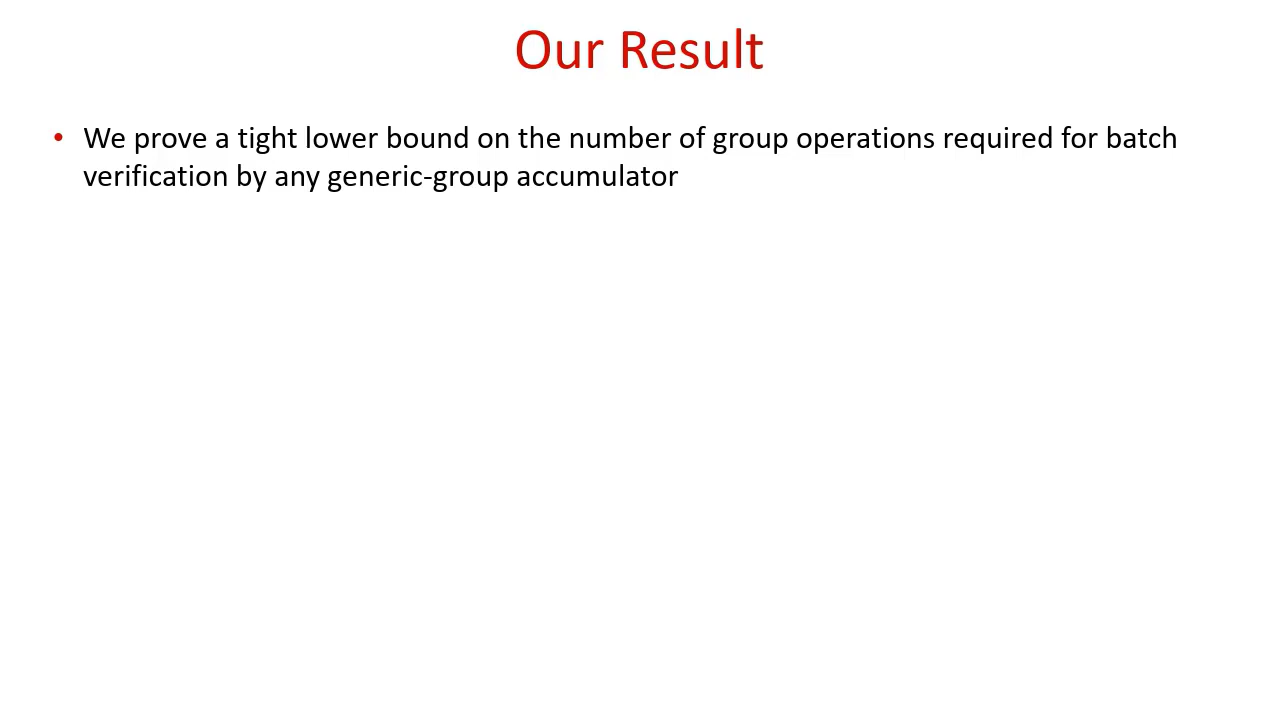 Our Result
• We prove a tight lower bound on the number of group operations required for batch
verification by any generic-group accumulator